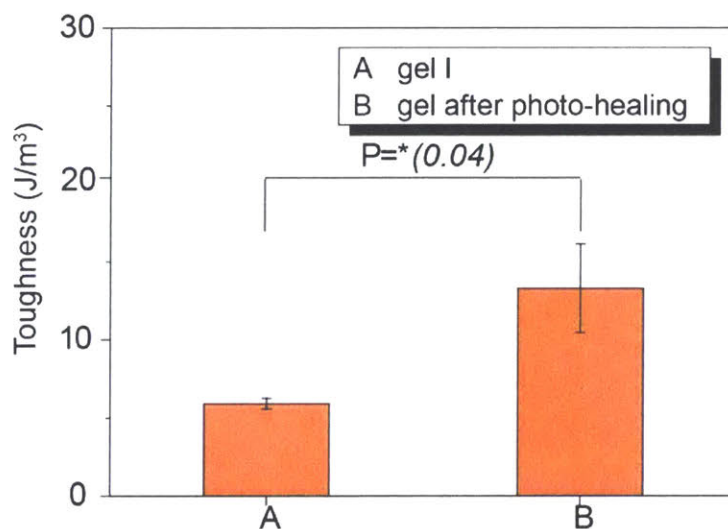 30
A gel I
B gel after photo-healing
P=*(0.04)
20
Toughness (J/m³)
10
0
A
B